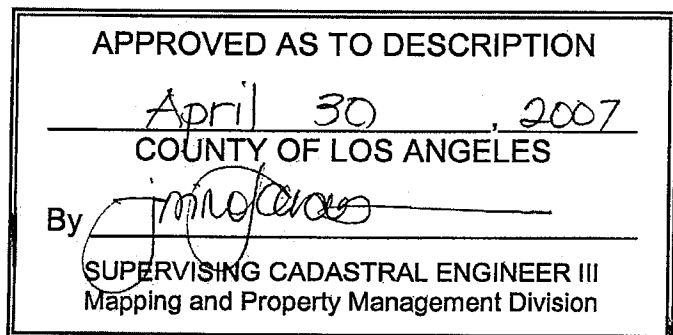 APPROVED AS TO DESCRIPTION
April 30, 2007
COUNTY OF LOS ANGELES
By
SUPERVISING CADASTRAL ENGINEER III
Mapping and Property Management Division